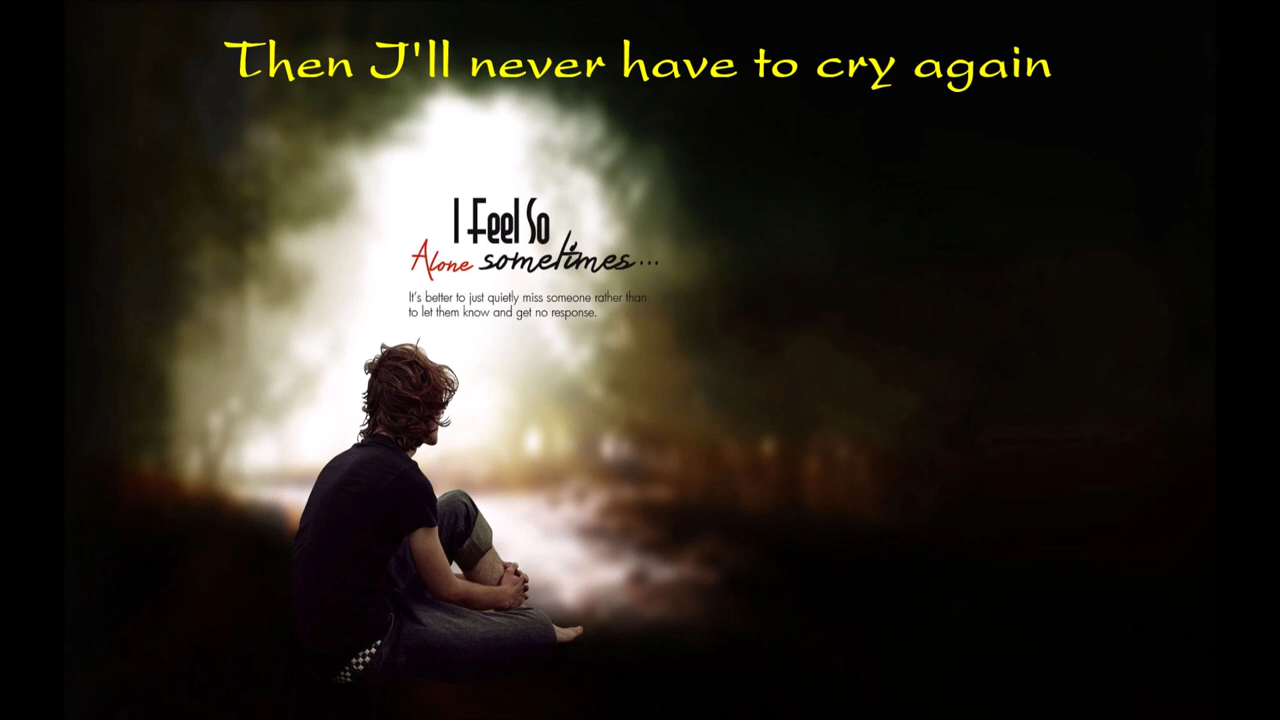 Then I'll never have to cry again
I Feel So
Alone sometimes...
It's better to just quietly miss someone rather than
to let them know and get no response.